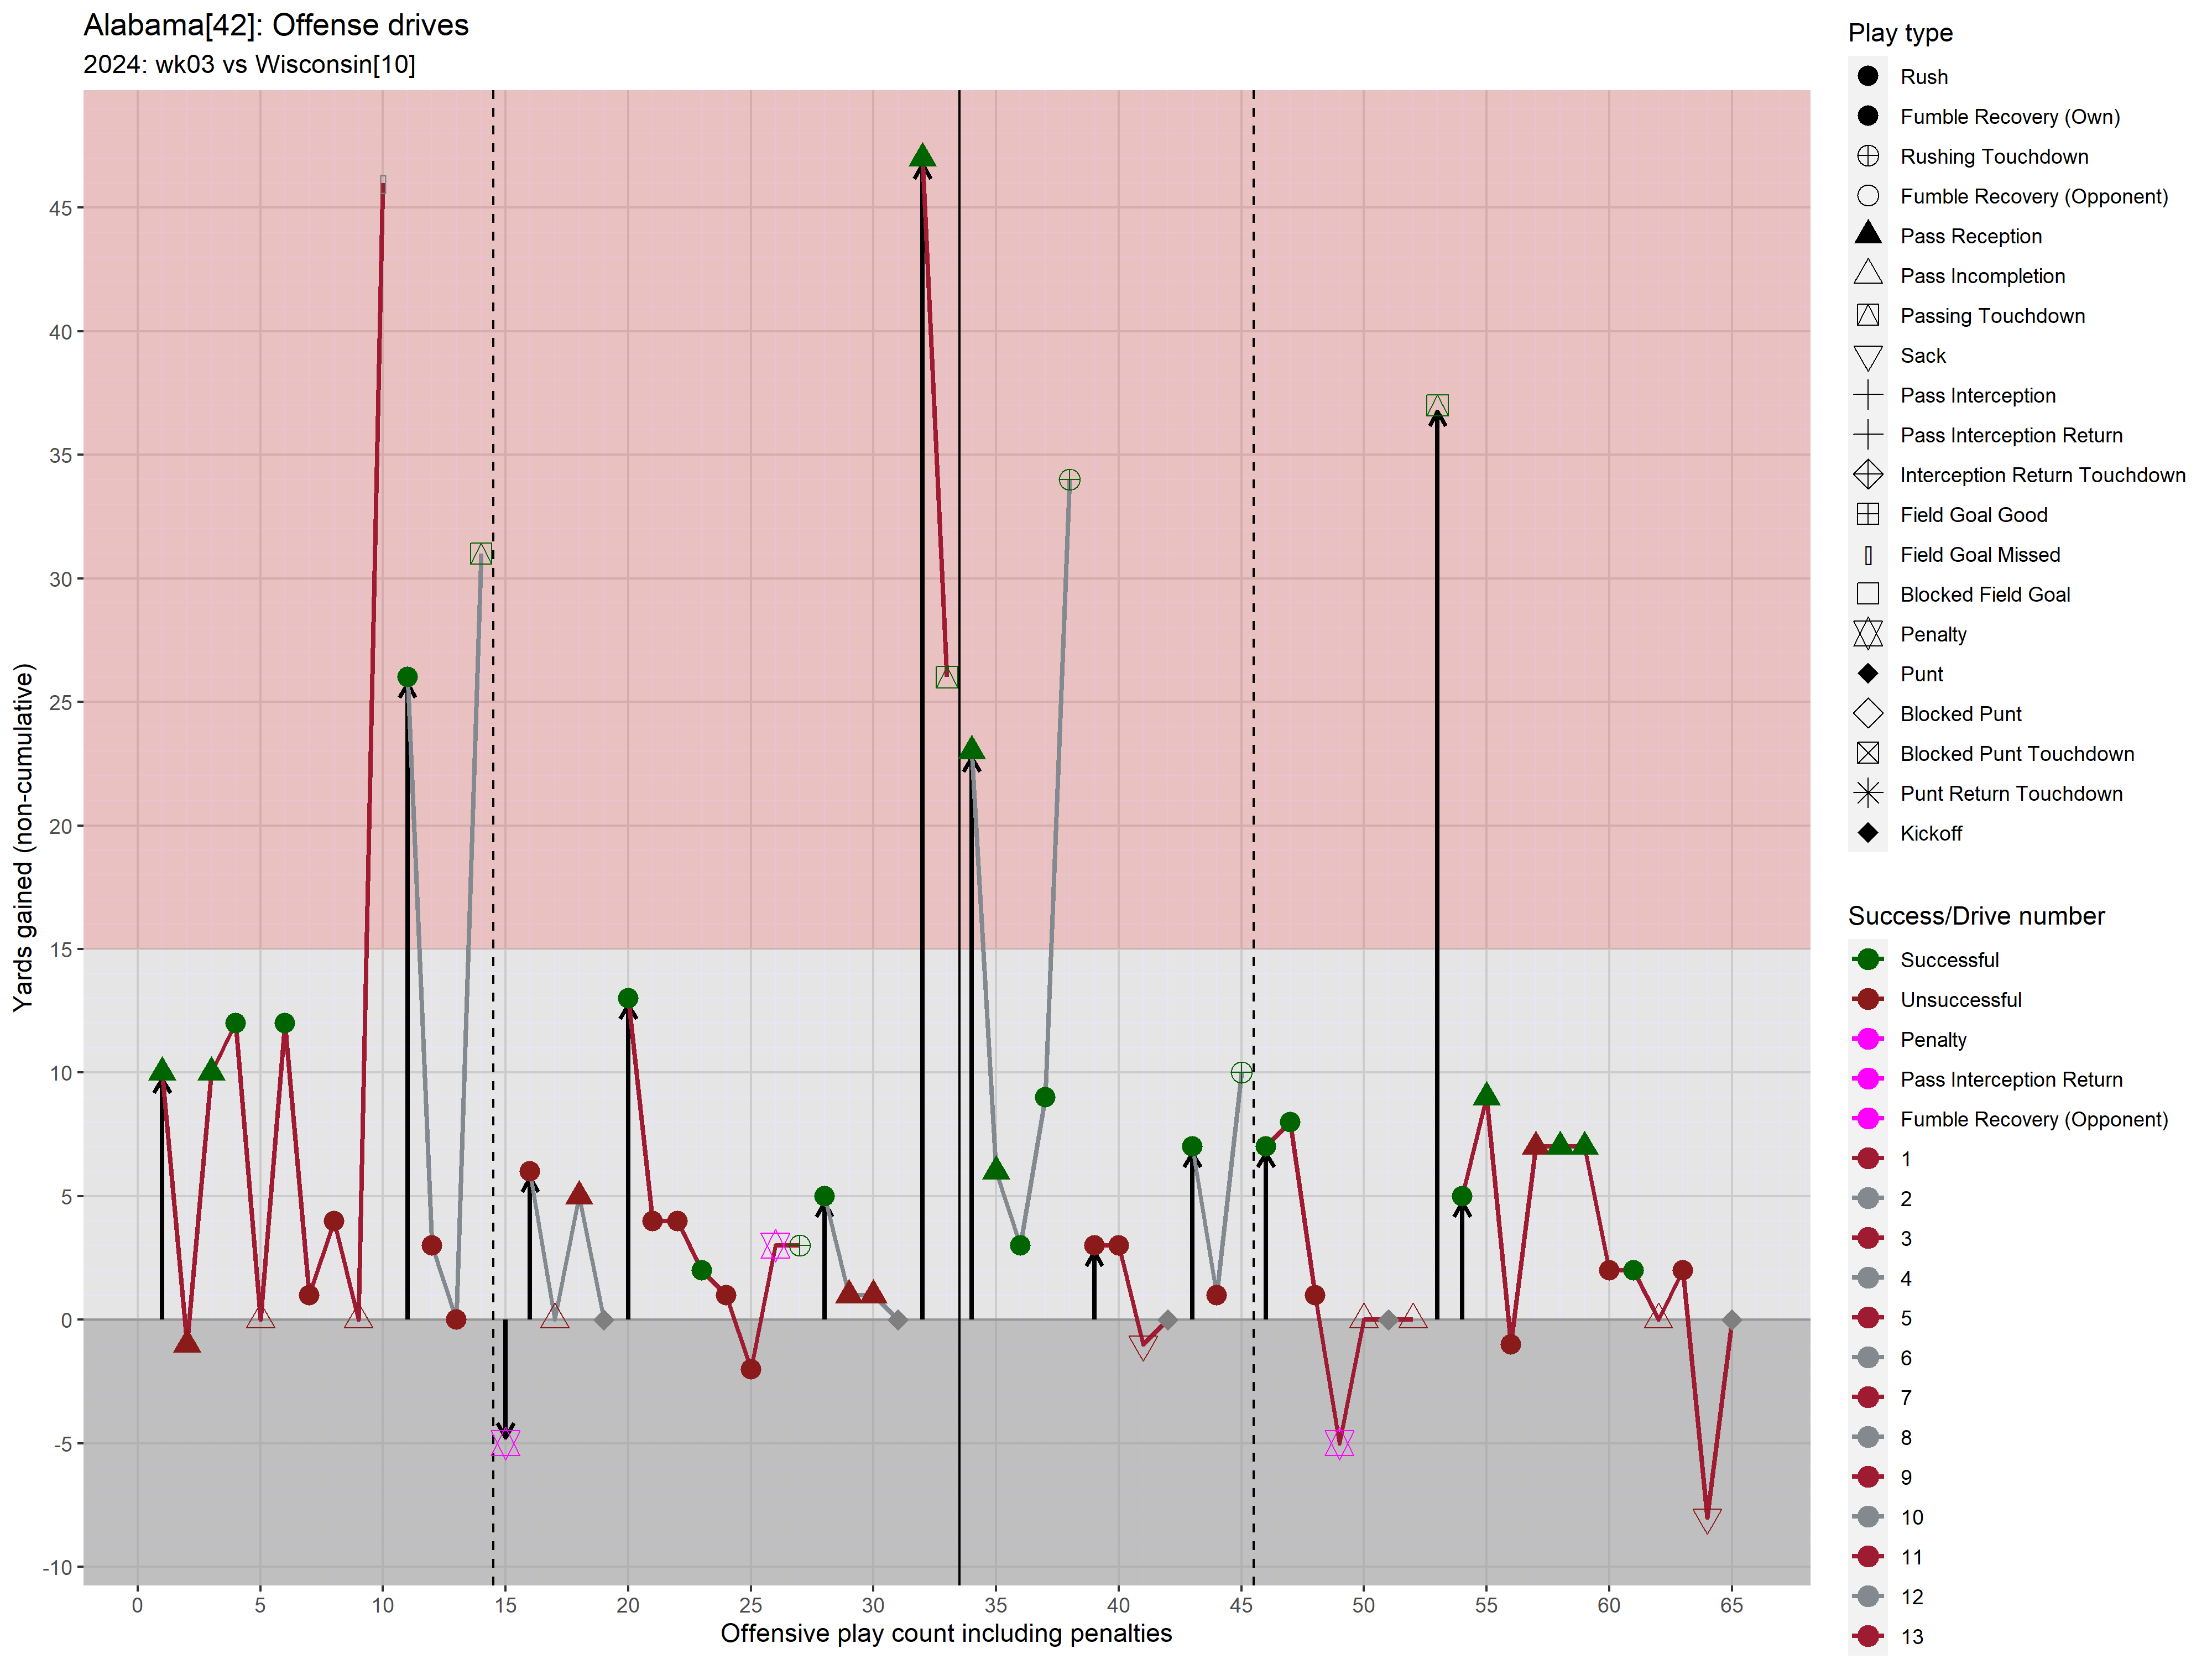 Alabama[42]: Offense drives
2024: wk03 vs Wisconsin[10]
Yards gained (non-cumulative)
45
40
35
30
25
20
15
10
5
0
-5
-10
0 5 10 15 20 25 30 35 40 45 50 55 60 65
Offensive play count including penalties
Play type
Rush
Fumble Recovery (Own)
Rushing Touchdown
Fumble Recovery (Opponent)
Pass Reception
Pass Incompletion
Passing Touchdown
Sack
Pass Interception
Pass Interception Return
Interception Return Touchdown
Field Goal Good
Field Goal Missed
Blocked Field Goal
Penalty
Punt
Blocked Punt
Blocked Punt Touchdown
Punt Return Touchdown
Kickoff
Success/Drive number
Successful
Unsuccessful
Penalty
Pass Interception Return
Fumble Recovery (Opponent)
1
2
3
4
5
6
7
8
9
10
11
12
13